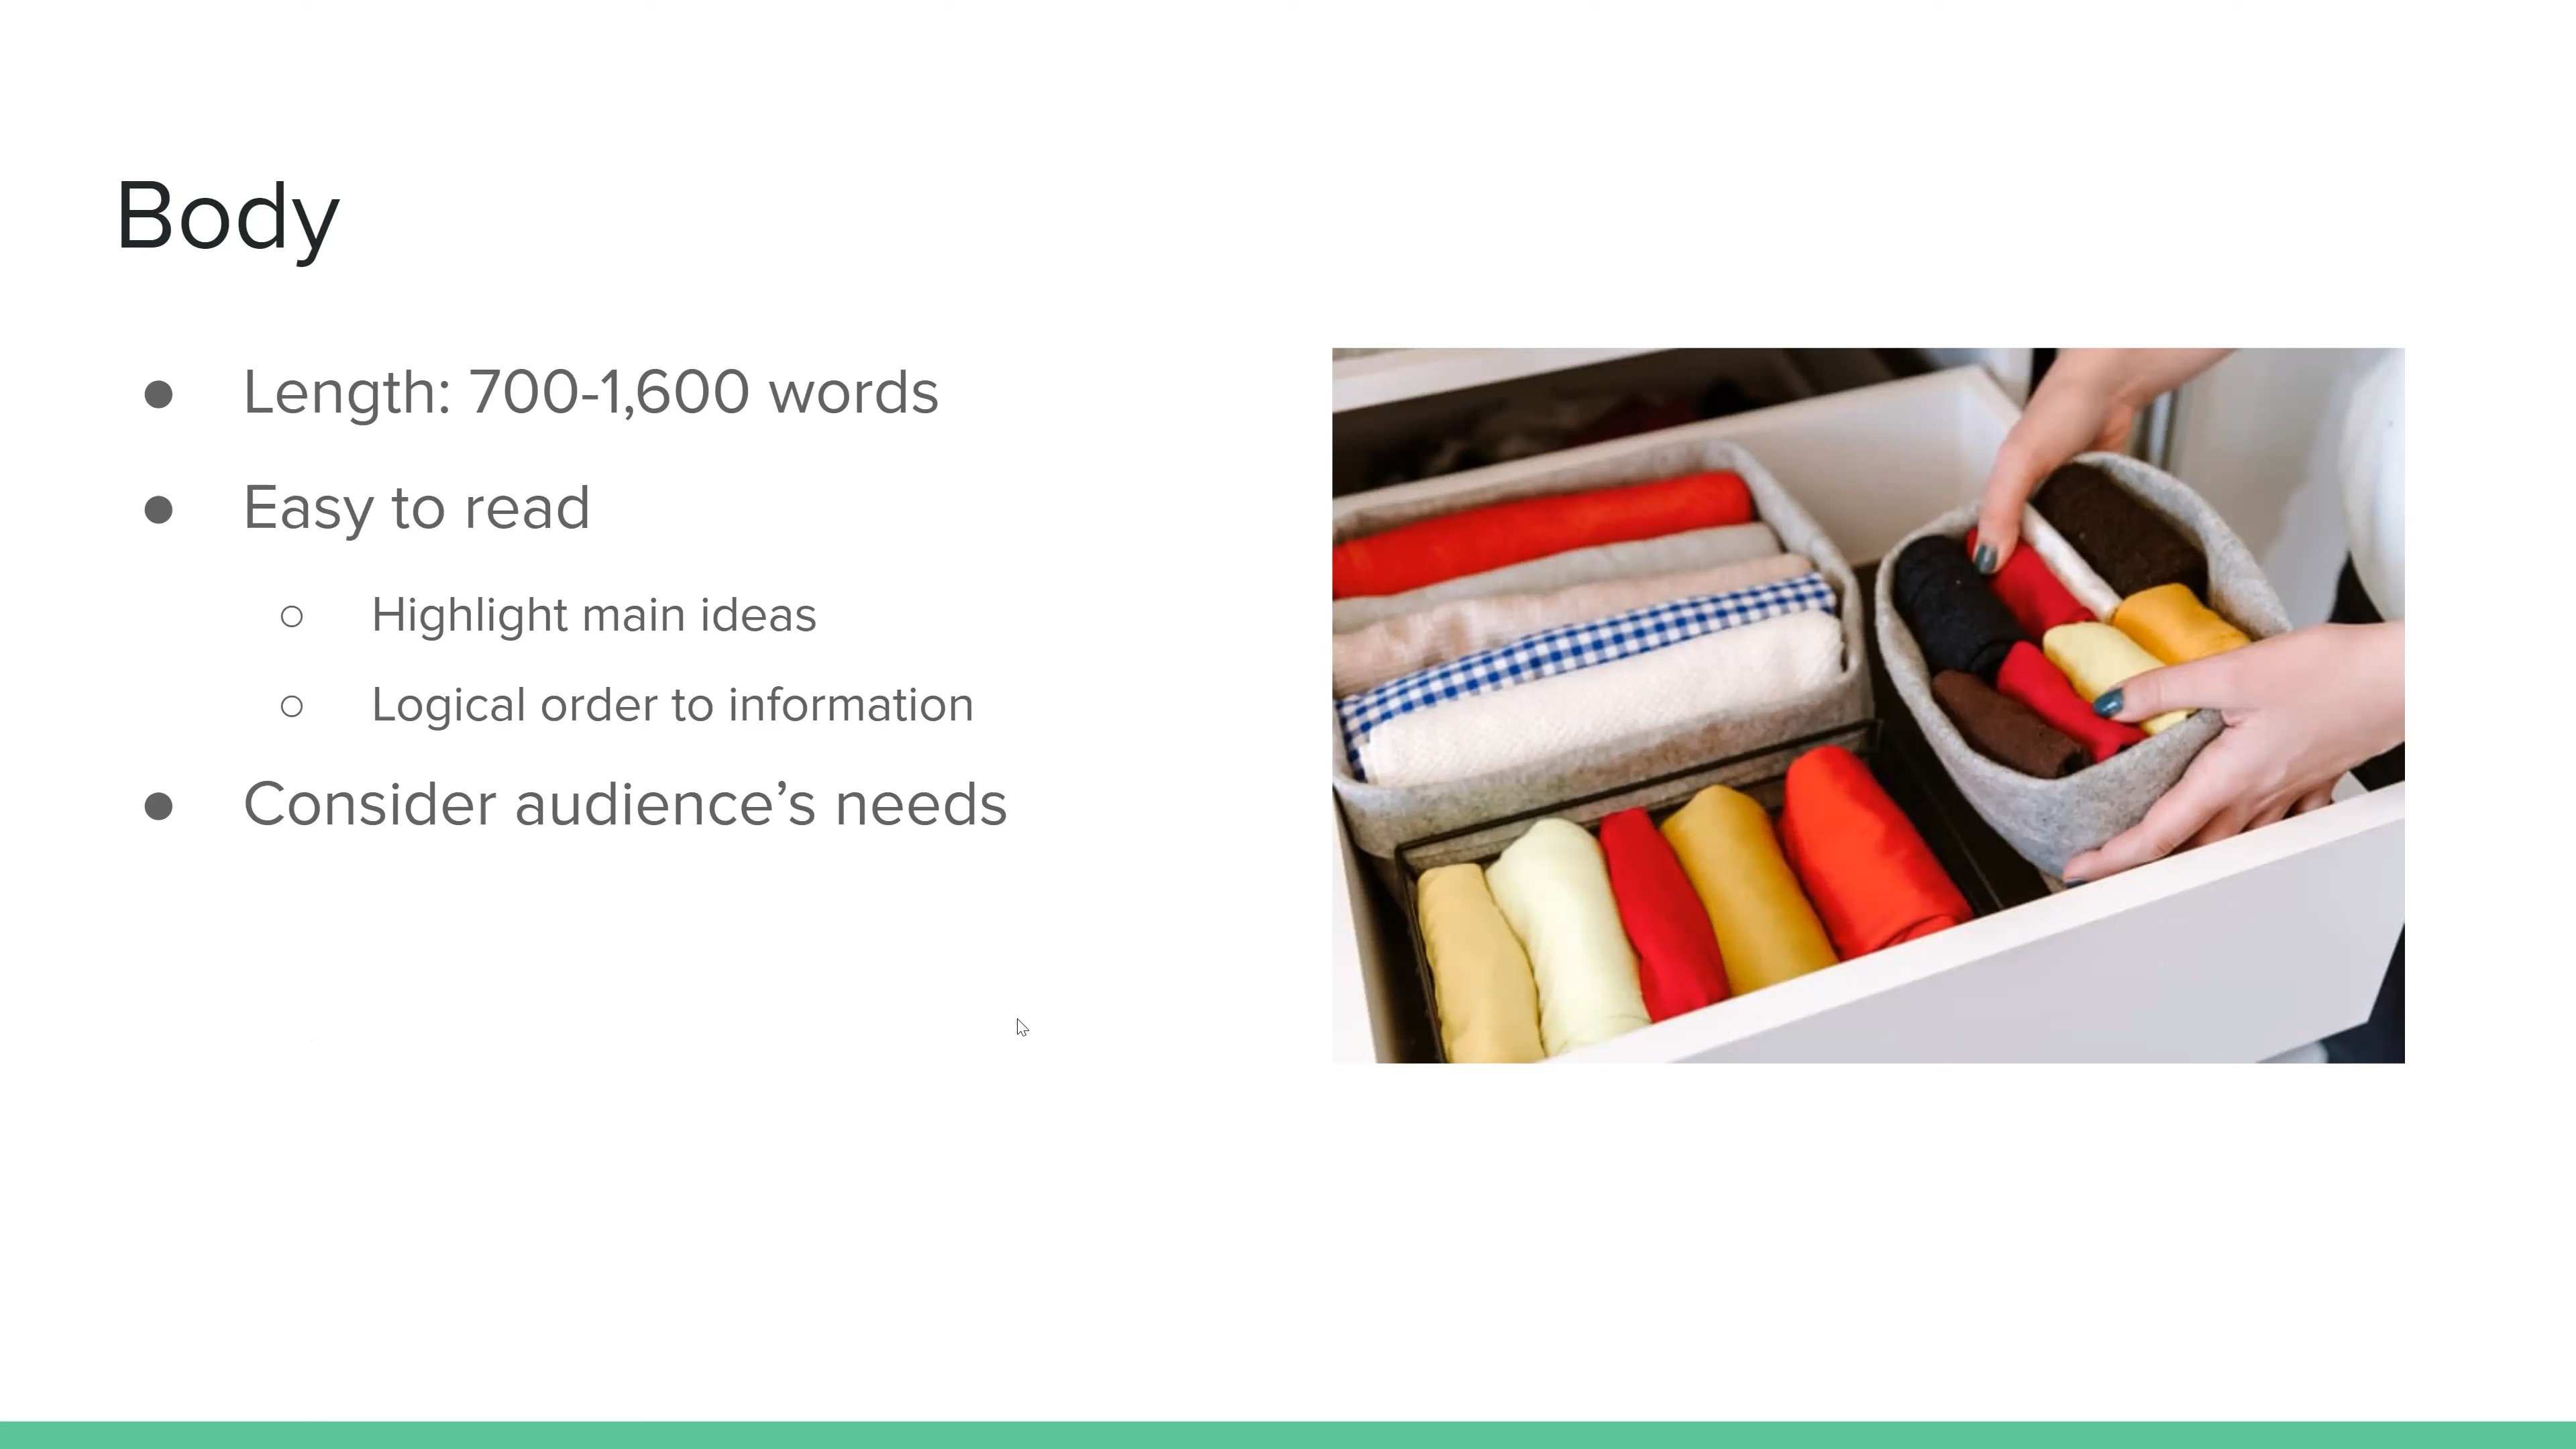 Body
● Length: 700-1,600 words
● Easy to read
○ Highlight main ideas
○ Logical order to information
● Consider audience’s needs